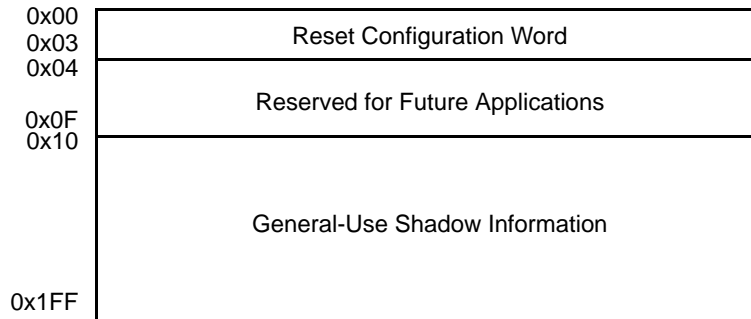 0x00
Reset Configuration Word
0x03
0x04
Reserved for Future Applications
0x0F
0x10
General-Use Shadow Information
0x1FF